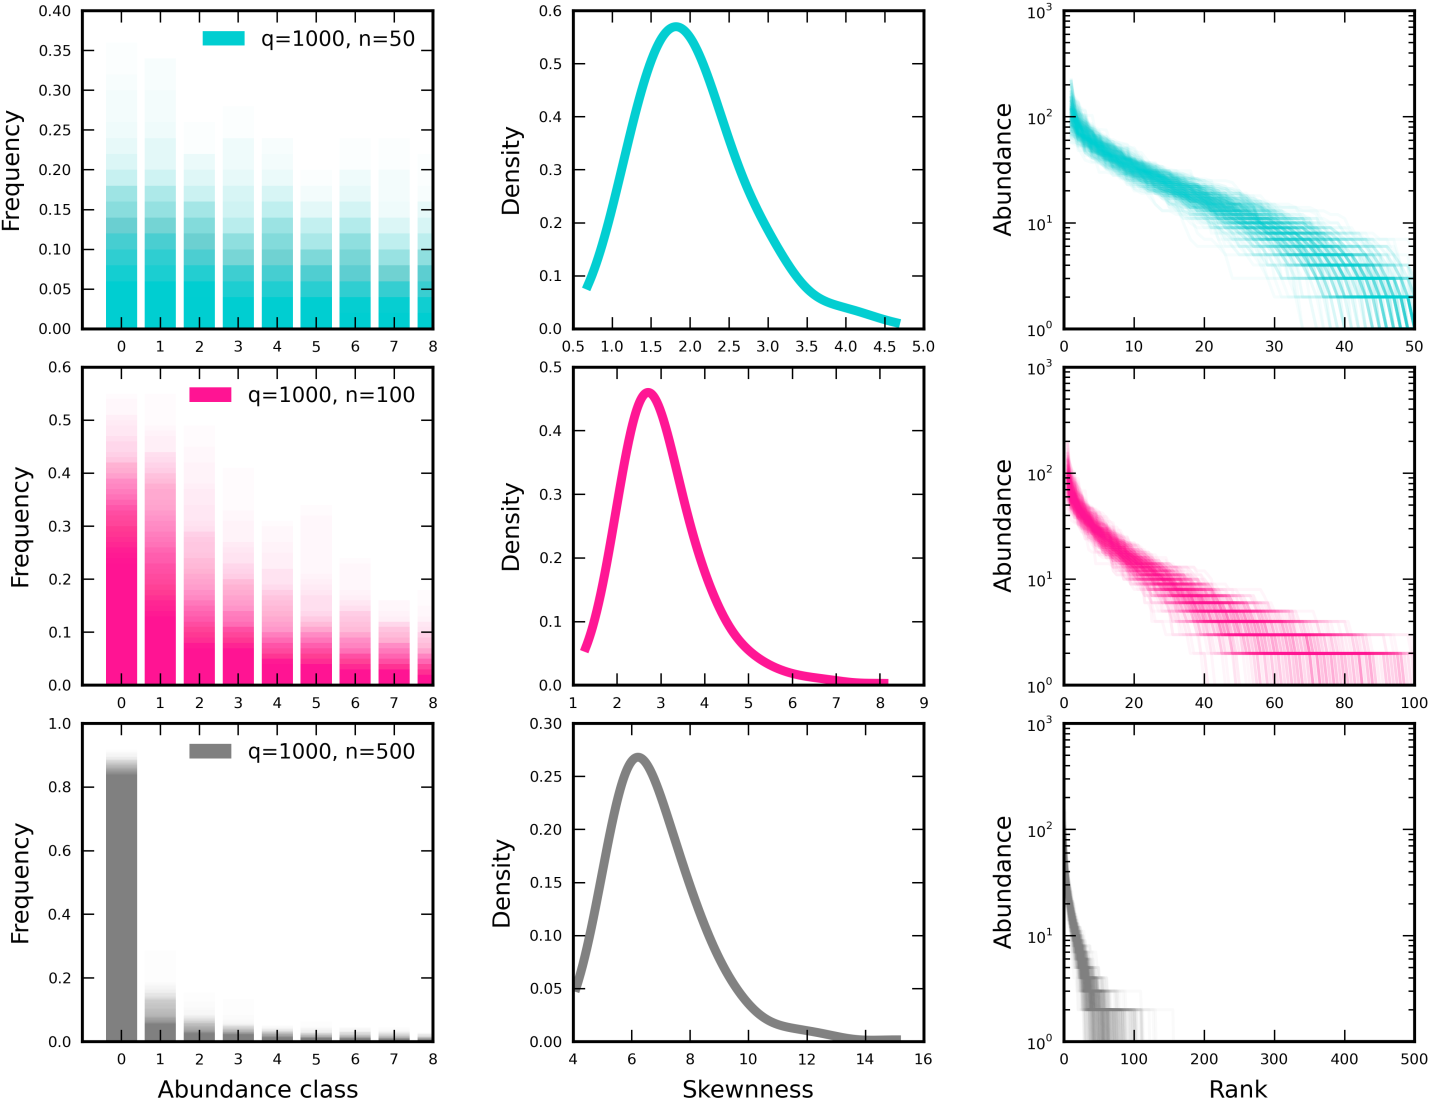 Frequency
0.40
0.35
0.30
0.25
0.20
0.15
0.10
0.05
0.00
q=1000, n=50
0 1 2 3 4 5 6 7 8
Density
0.6
0.5
0.4
0.3
0.2
0.1
0.0
0.5 1.0 1.5 2.0 2.5 3.0 3.5 4.0 4.5 5.0
Abundance
10³
10²
10¹
10⁰
0 10 20 30 40 50
Frequency
0.6
0.5
0.4
0.3
0.2
0.1
0.0
q=1000, n=100
0 1 2 3 4 5 6 7 8
Density
0.5
0.4
0.3
0.2
0.1
0.0
1 2 3 4 5 6 7 8 9
Abundance
10³
10²
10¹
10⁰
0 20 40 60 80 100
Frequency
1.0
0.8
0.6
0.4
0.2
0.0
q=1000, n=500
0 1 2 3 4 5 6 7 8
Abundance class
Density
0.30
0.25
0.20
0.15
0.10
0.05
0.00
4 6 8 10 12 14 16
Skewnness
Abundance
10³
10²
10¹
10⁰
0 100 200 300 400 500
Rank